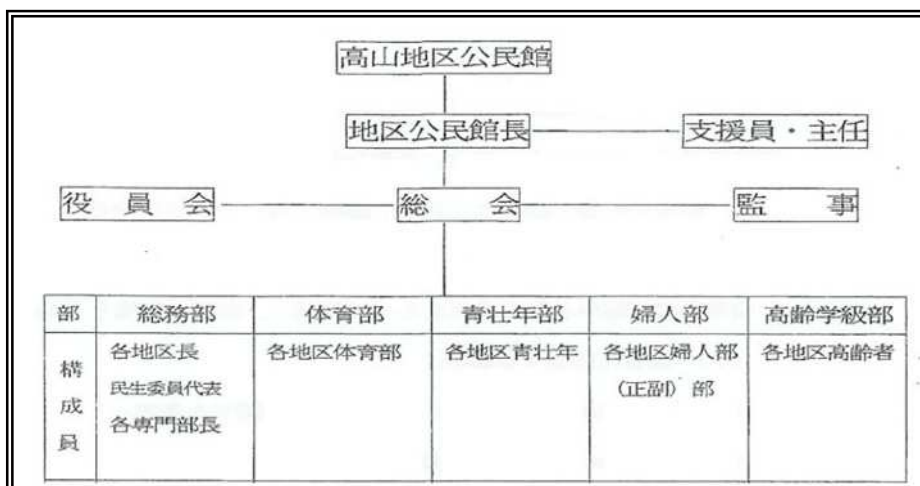 高山地区公民館
地区公民館長 支援員・主任
役員会 総会 監事
部 総務部 体育部 青壮年部 婦人部 高齢学級部
構成員
各地区長 各地区体育部 各地区青壮年 各地区婦人部 各地区高齢者
民生委員代表 (正副) 部
各専門部長